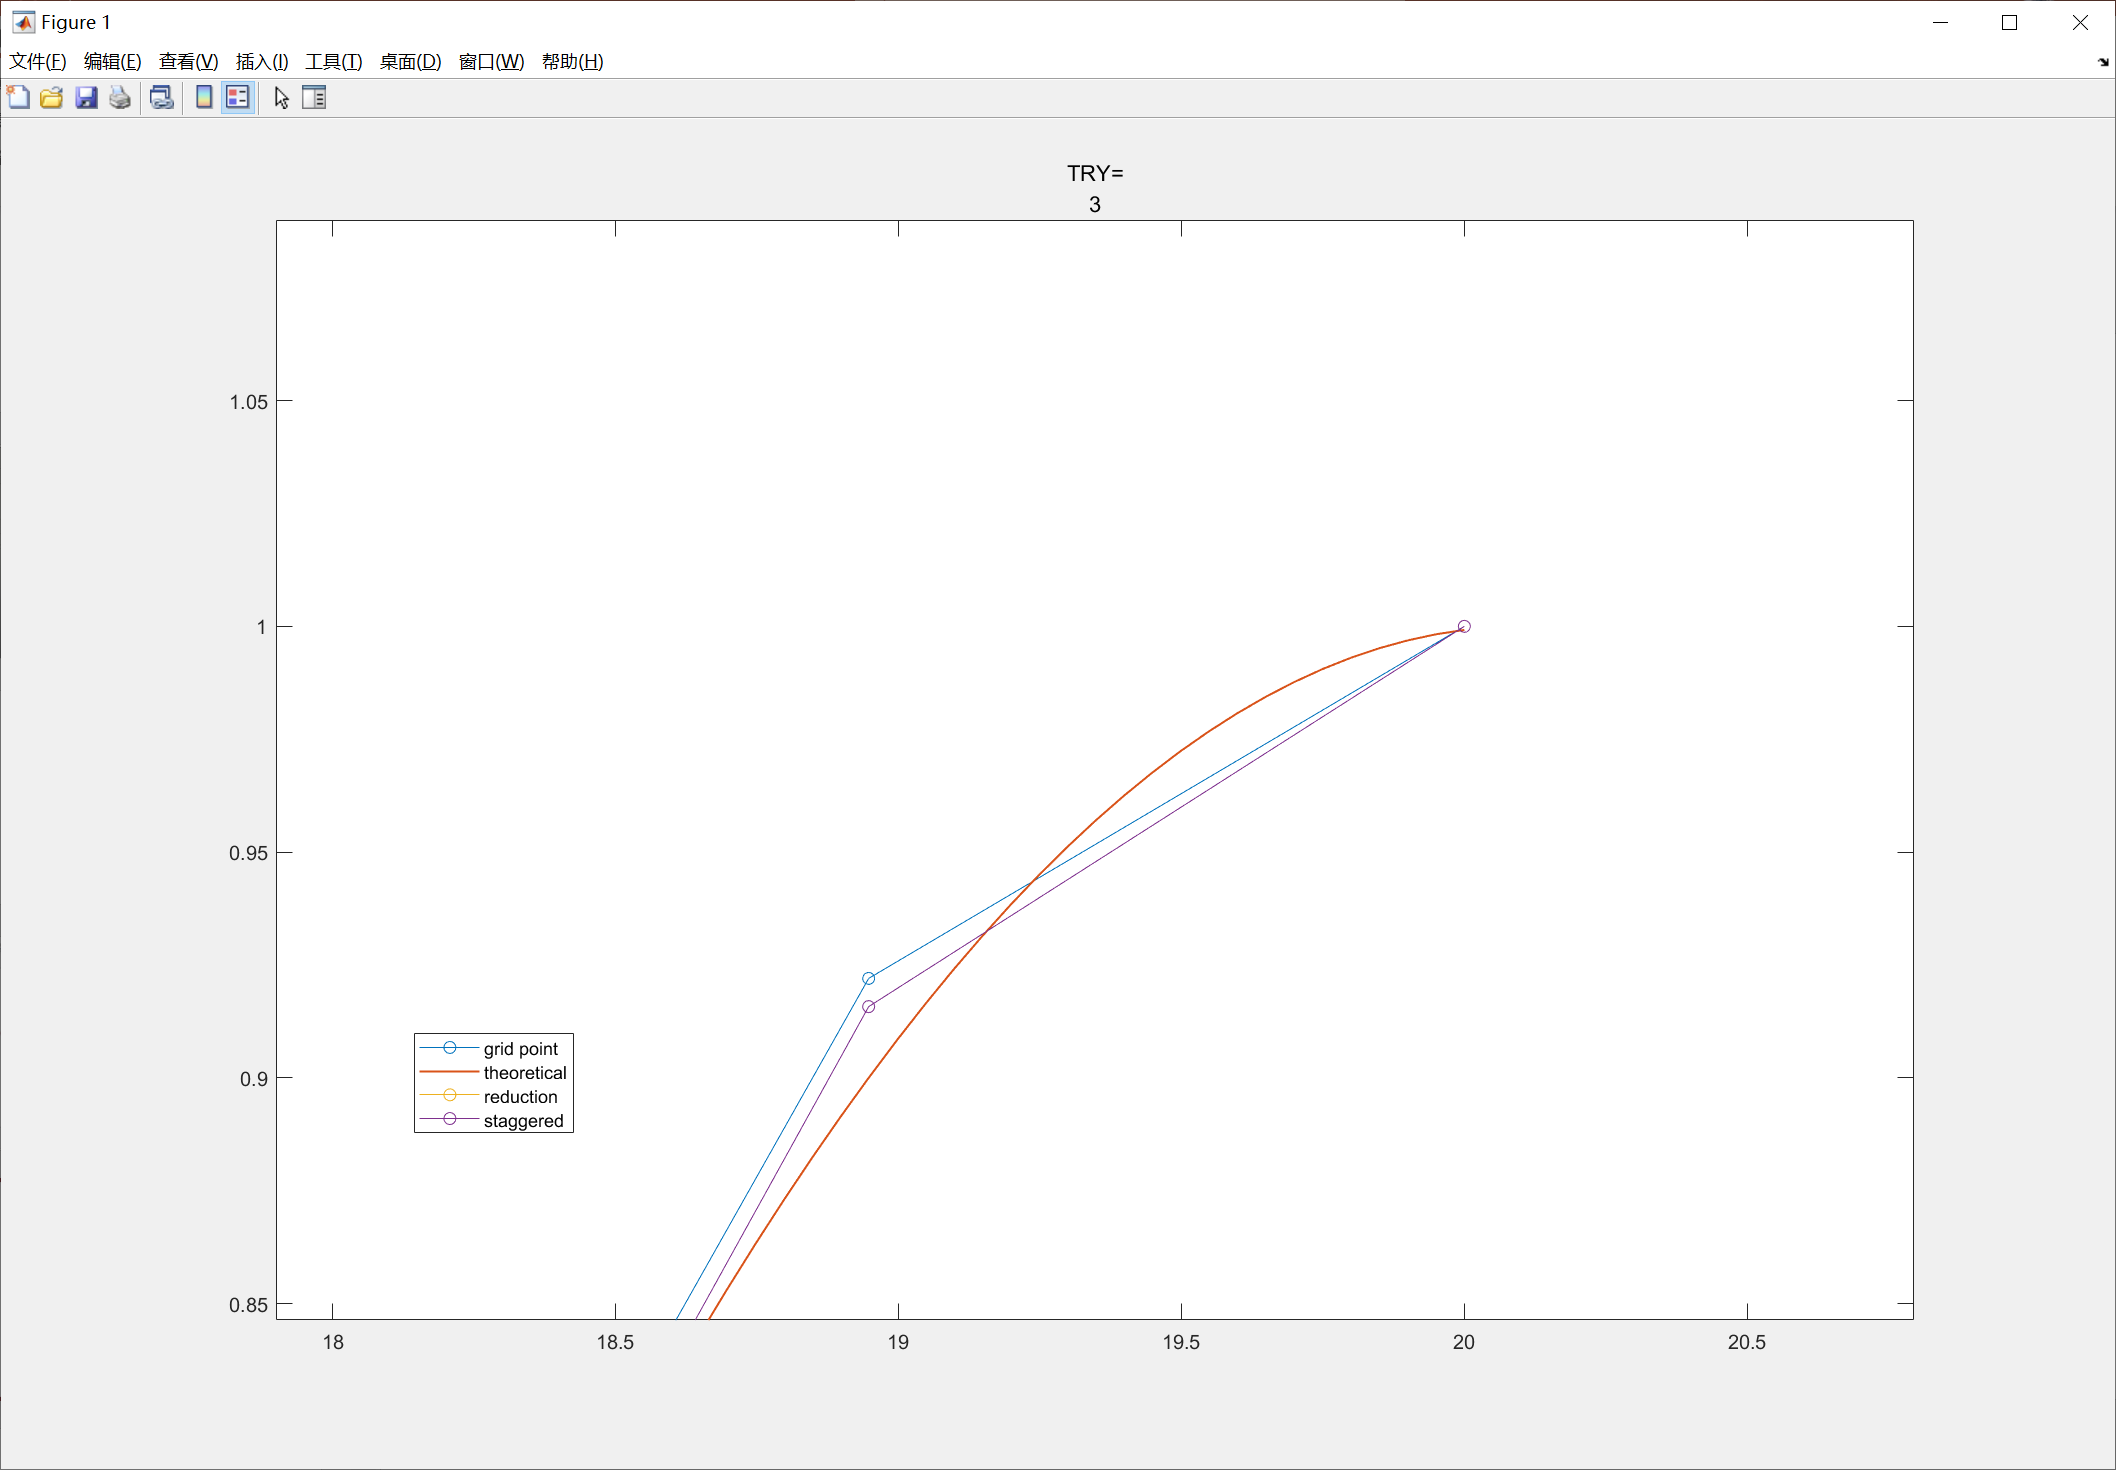 Figure 1
文件(F) 编辑(E) 查看(V) 插入(I) 工具(T) 桌面(D) 窗口(W) 帮助(H)
TRY=
3
1.05
1
0.95
0.9
0.85
grid point
theoretical
reduction
staggered
18 18.5 19 19.5 20 20.5